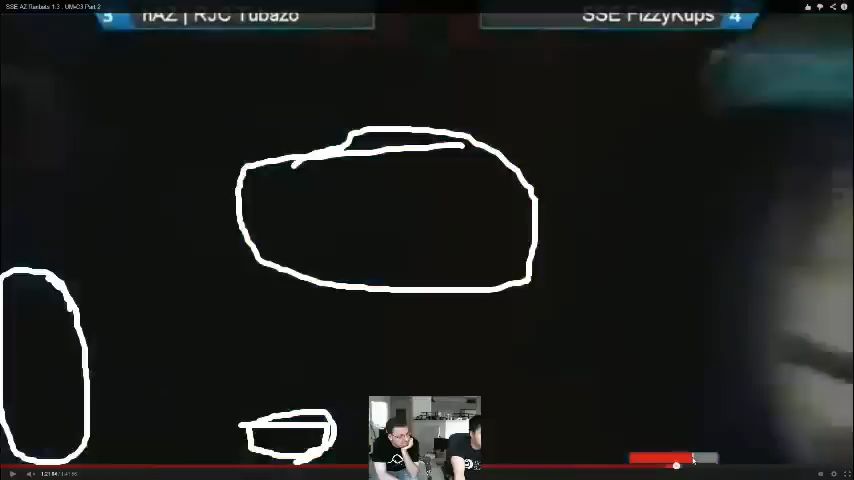 SSE AZ Ranbats 1.3 : UMvC3 Part 2
3 nAZ | RJC Tubazo
SSE FizzyKups 4